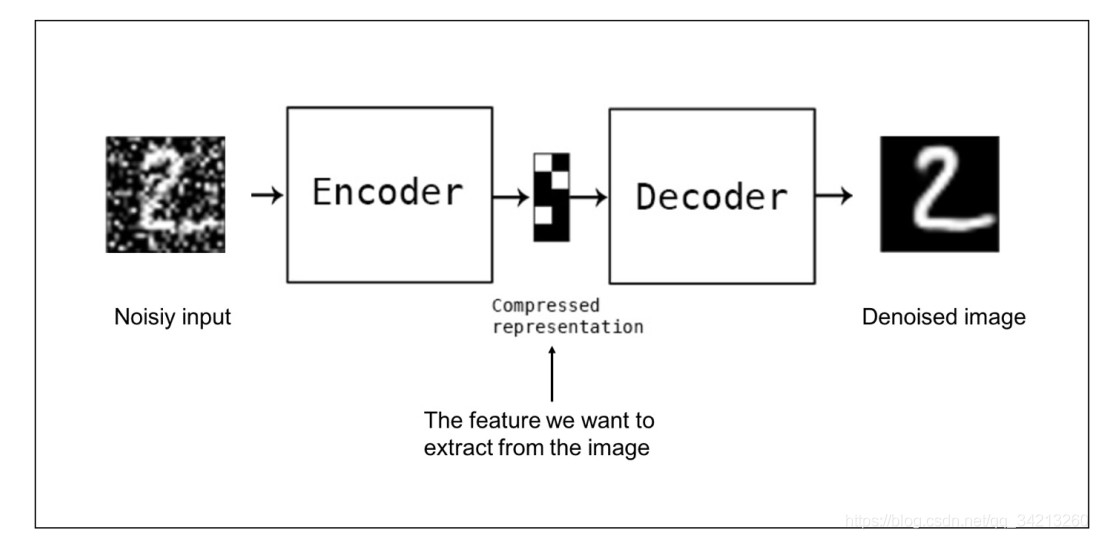 Encoder
Decoder
Noisiy input
Compressed
representation
Denoised image
The feature we want to
extract from the image
https://blog.csdn.net/qq_34213260